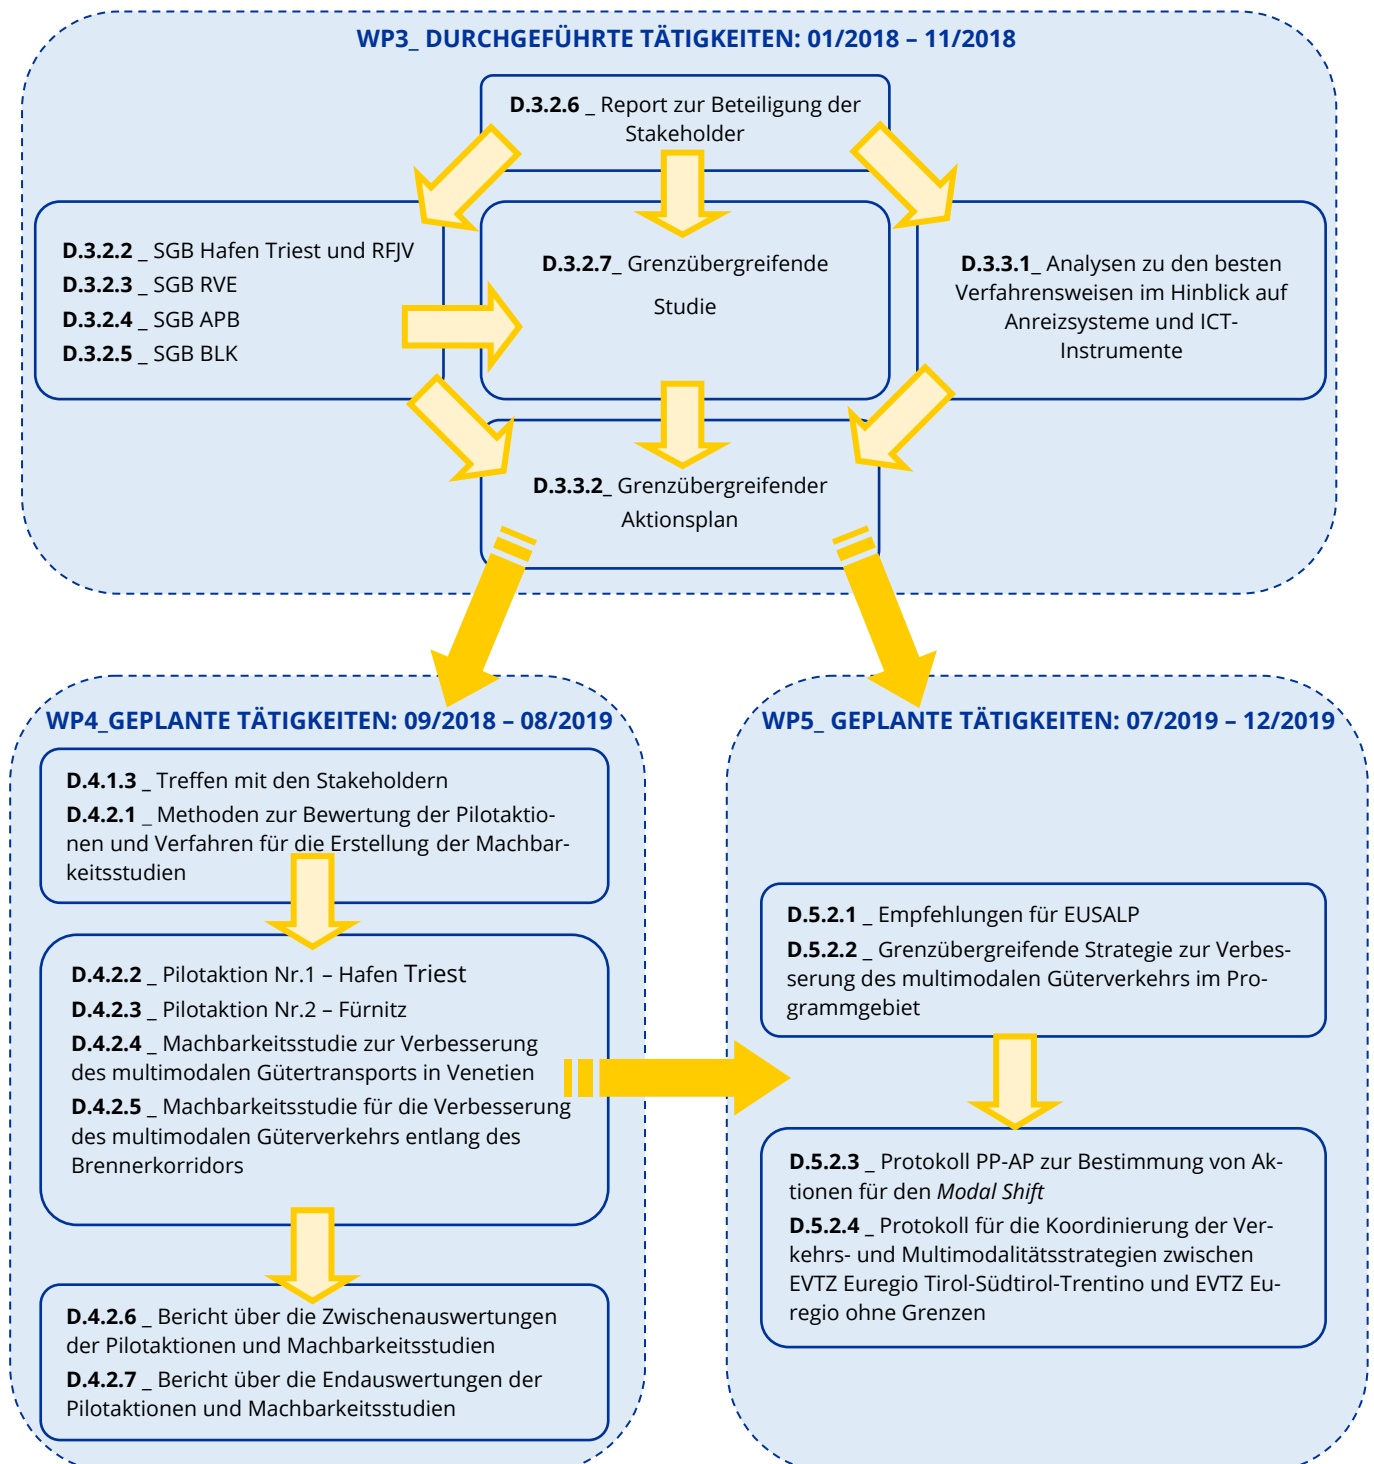 WP3_ DURCHGEFÜHRTE TÄTIGKEITEN: 01/2018 – 11/2018
D.3.2.6 _ Report zur Beteiligung der
Stakeholder
D.3.2.2 _ SGB Hafen Triest und RFJV
D.3.2.3 _ SGB RVE
D.3.2.4 _ SGB APB
D.3.2.5 _ SGB BLK
D.3.2.7_ Grenzübergreifende
Studie
D.3.3.1_ Analysen zu den besten
Verfahrensweisen im Hinblick auf
Anreizsysteme und ICT-
Instrumente
D.3.3.2_ Grenzübergreifender
Aktionsplan
WP4_GEPLANTE TÄTIGKEITEN: 09/2018 – 08/2019
D.4.1.3 _ Treffen mit den Stakeholdern
D.4.2.1 _ Methoden zur Bewertung der Pilotaktio-
nen und Verfahren für die Erstellung der Machbar-
keitsstudien
D.4.2.2 _ Pilotaktion Nr.1 – Hafen Triest
D.4.2.3 _ Pilotaktion Nr.2 – Fürnitz
D.4.2.4 _ Machbarkeitsstudie zur Verbesserung
des multimodalen Gütertransports in Venetien
D.4.2.5 _ Machbarkeitsstudie für die Verbesserung
des multimodalen Güterverkehrs entlang des
Brennerkorridors
D.4.2.6 _ Bericht über die Zwischenauswertungen
der Pilotaktionen und Machbarkeitsstudien
D.4.2.7 _ Bericht über die Endauswertungen der
Pilotaktionen und Machbarkeitsstudien
WP5_ GEPLANTE TÄTIGKEITEN: 07/2019 – 12/2019
D.5.2.1 _ Empfehlungen für EUSALP
D.5.2.2 _ Grenzübergreifende Strategie zur Verbes-
serung des multimodalen Güterverkehrs im Pro-
grammgebiet
D.5.2.3 _ Protokoll PP-AP zur Bestimmung von Ak-
tionen für den Modal Shift
D.5.2.4 _ Protokoll für die Koordinierung der Ver-
kehrs- und Multimodalitätsstrategien zwischen
EVTZ Euregio Tirol-Südtirol-Trentino und EVTZ Eu-
regio ohne Grenzen